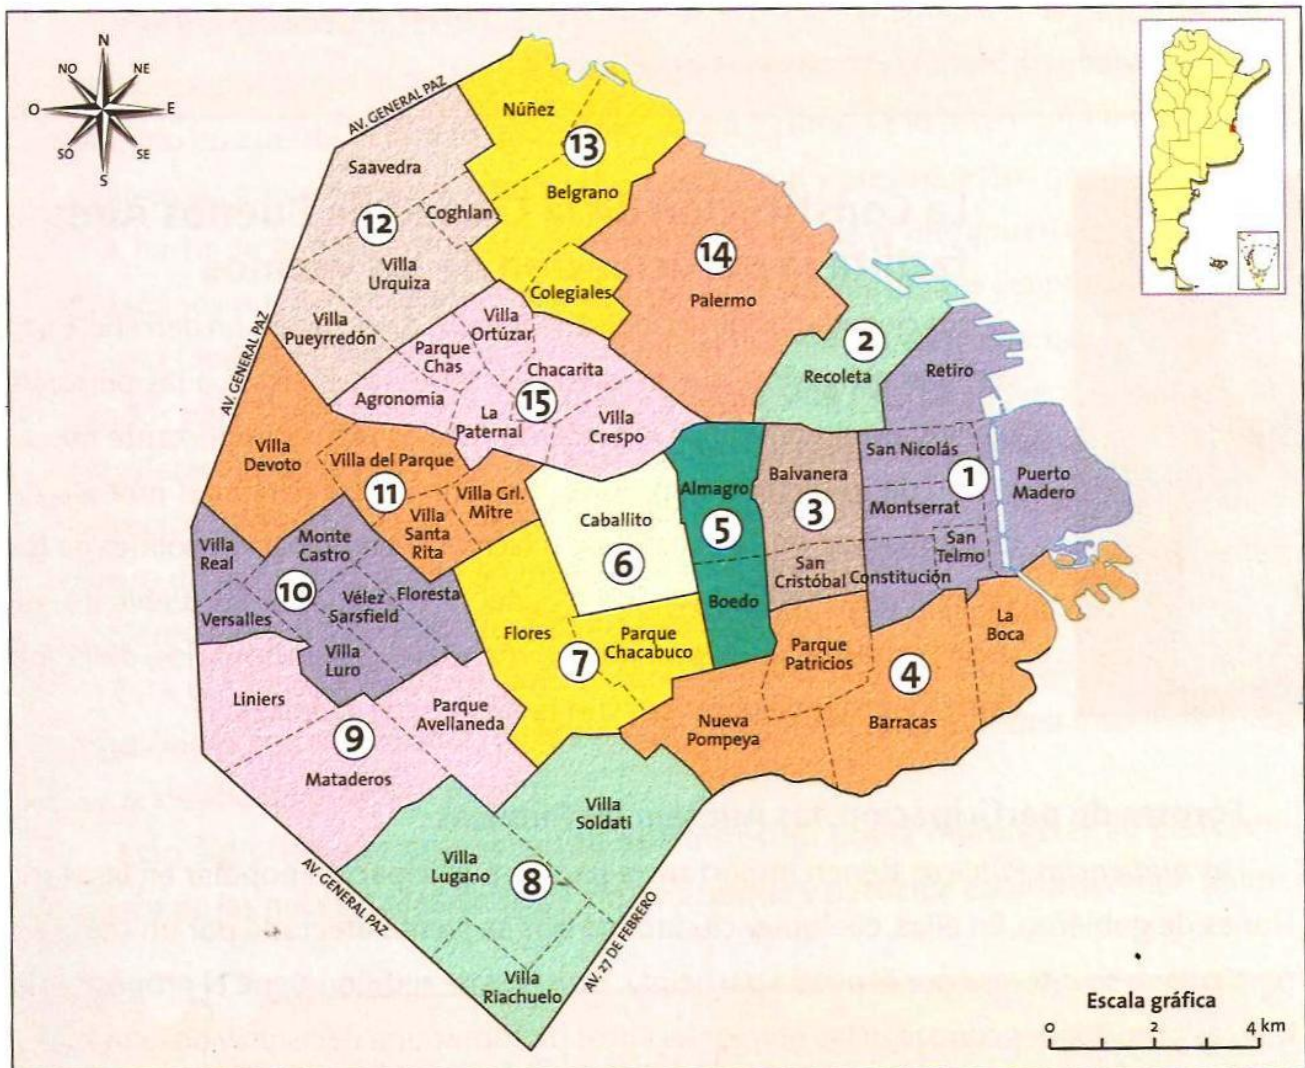 N
NO
NE
O
E
SO
SE
S
AV. GENERAL PAZ
Núñez
13
Saavedra
Belgrano
Coghlan
12
Villa
Urquiza
14
Palermo
Colegiales
Villa
Pueyrredón
Villa
Ortúzar
2
Recoleta
Parque
Chas
Chacarita
Retiro
AV. GENERAL PAZ
Agronomía
15
La
Paternal
Villa
Crespo
Villa
Devoto
Villa del Parque
San Nicolás
Balvanera
1
Puerto
Madero
11
Villa Grl.
Mitre
Almagro
Caballito
3
Montserrat
5
Villa
Santa
Rita
Monte
Castro
Villa
Real
San
Telmo
6
San
Cristóbal
Constitución
10
Vélez
Sarsfield
Floresta
Versalles
Boedo
La
Boca
Flores
Parque
Chacabuco
Villa
Luro
7
Parque
Patricios
4
Liniers
Parque
Avellaneda
Nueva
Pompeya
Barracas
9
Mataderos
Villa
Soldati
Villa
Lugano
8
AV. GENERAL PAZ
AV. 27 DE FEBRERO
Villa
Riachuelo
Escala gráfica
0 2 4 km